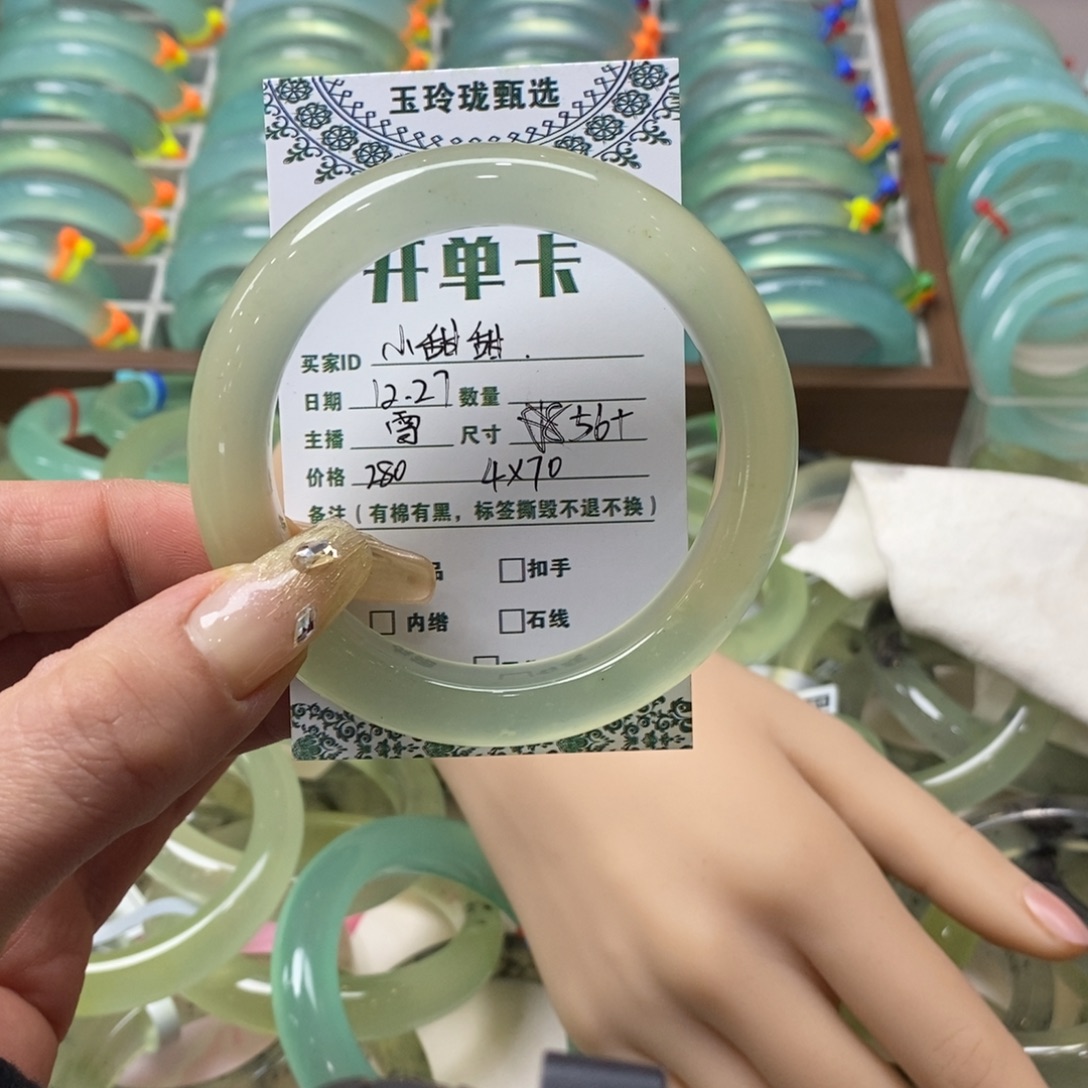 玉玲珑甄选
开单卡
买家ID 小甜甜.
日期 12.27 数量
主播 雪 尺寸 56+
价格 280 4X70
备注(有棉有黑,标签撕毁不退不换)
品 □扣手
□内绺 □石线